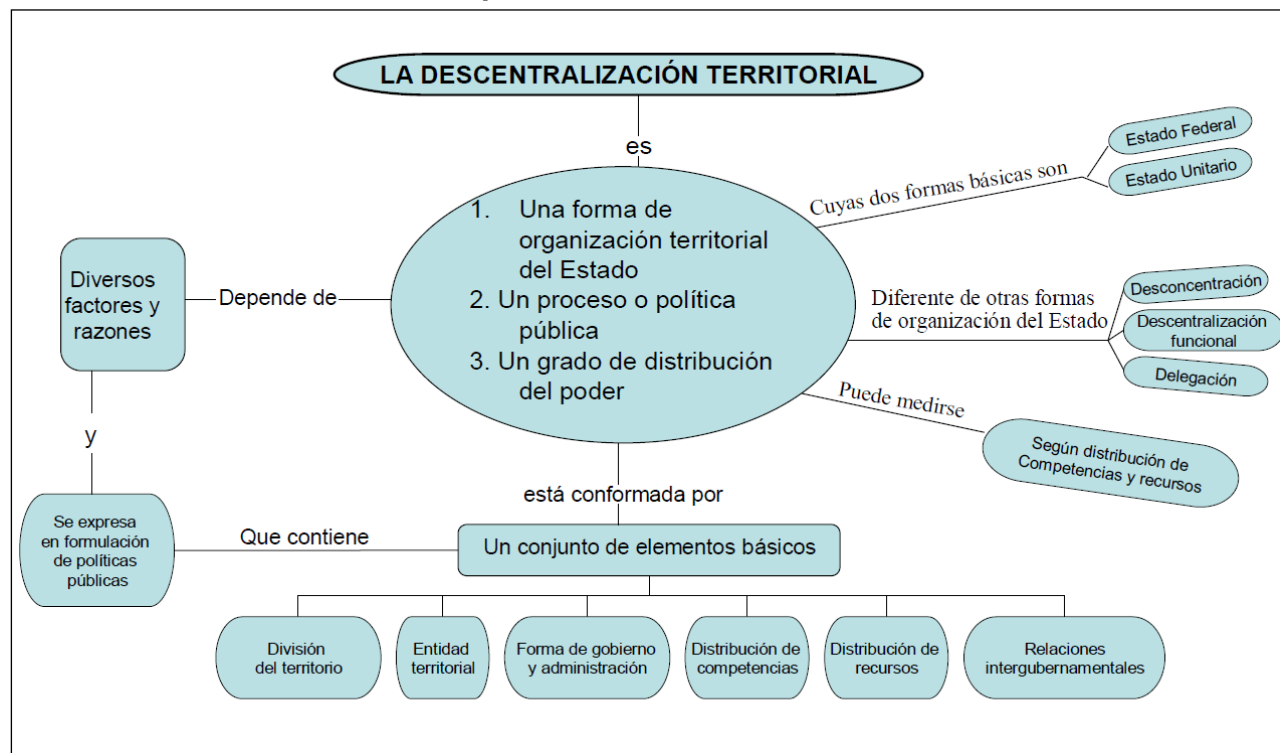 LA DESCENTRALIZACIÓN TERRITORIAL
es
1. Una forma de
organización territorial
del Estado
2. Un proceso o política
pública
3. Un grado de distribución
del poder
Cuyas dos formas básicas son
Estado Federal
Estado Unitario
Diferente de otras formas
de organización del Estado
Desconcentración
Descentralización
funcional
Delegación
Puede medirse
Según distribución de
Competencias y recursos
Depende de
Diversos
factores y
razones
y
Se expresa
en formulación
de políticas
públicas
Que contiene
está conformada por
Un conjunto de elementos básicos
División
del territorio
Entidad
territorial
Forma de gobierno
y administración
Distribución de
competencias
Distribución de
recursos
Relaciones
intergubernamentales